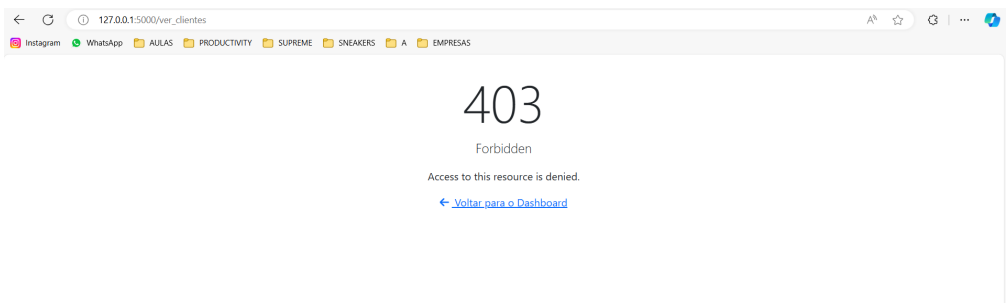 127.0.0.1:5000/ver_clientes
Instagram WhatsApp AULAS PRODUCTIVITY SUPREME SNEAKERS A EMPRESAS
403
Forbidden
Access to this resource is denied.
← Voltar para o Dashboard